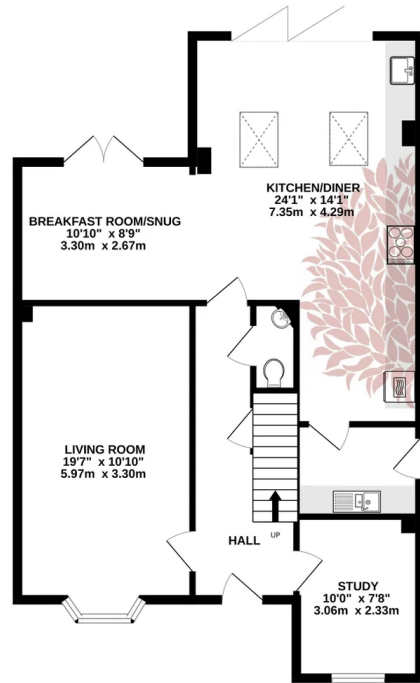 KITCHEN/DINER
24'1" x 14'1"
7.35m x 4.29m
BREAKFAST ROOM/SNUG
10'10" x 8'9"
3.30m x 2.67m
LIVING ROOM
19'7" x 10'10"
5.97m x 3.30m
HALL
UP
STUDY
10'0" x 7'8"
3.06m x 2.33m